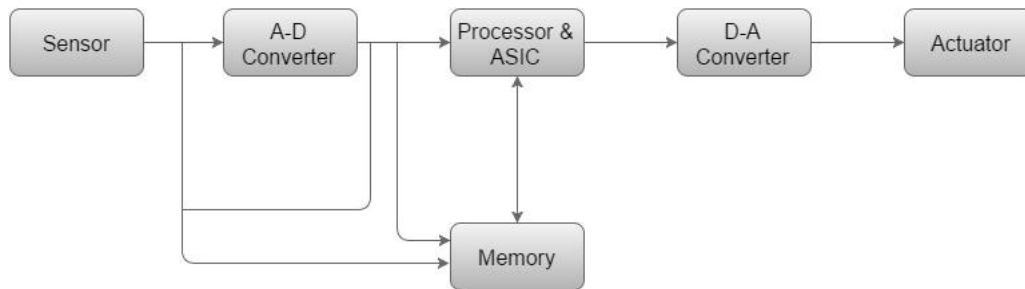 Sensor
A-D
Converter
Processor &
ASIC
D-A
Converter
Actuator
Memory